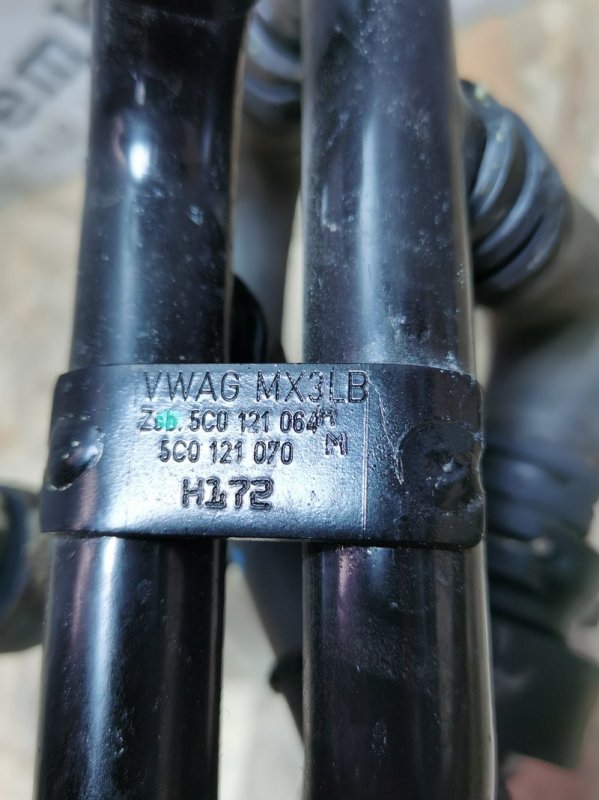 VWAG MX3LB
Zsb. 5C0 121 064 H
5C0 121 070 M
H172